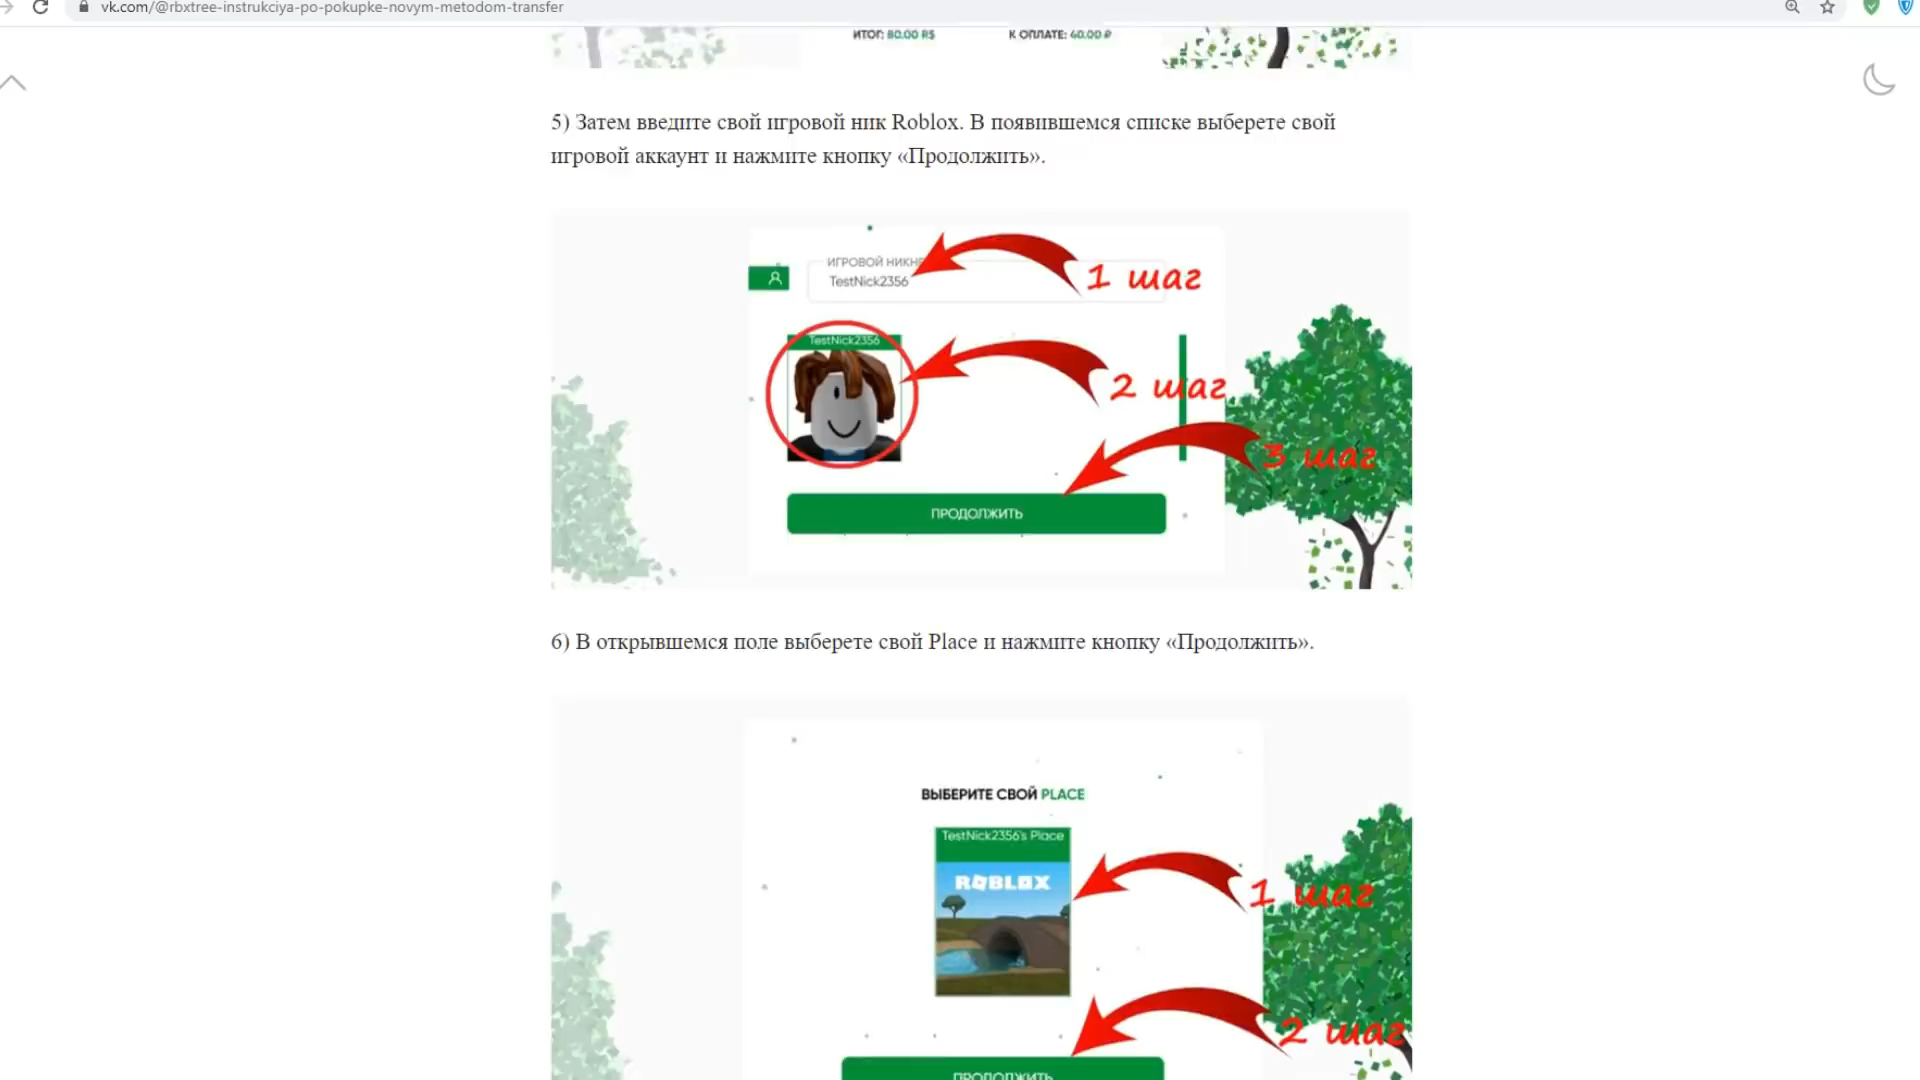 vk.com/@rbxtree-instrukciya-po-pokupke-novym-metodom-transfer
ИТОГ: 80.00 R$ К ОПЛАТЕ: 40.00 ₽
5) Затем введите свой игровой ник Roblox. В появившемся списке выберете свой
игровой аккаунт и нажмите кнопку «Продолжить».
ИГРОВОЙ НИКНЕ
TestNick2356
1 шаг
TestNick2356
2 шаг
3 шаг
ПРОДОЛЖИТЬ
6) В открывшемся поле выберете свой Place и нажмите кнопку «Продолжить».
ВЫБЕРИТЕ СВОЙ PLACE
TestNick2356's Place
ROBLOX
1 шаг
2 шаг
ПРОДОЛЖИТЬ